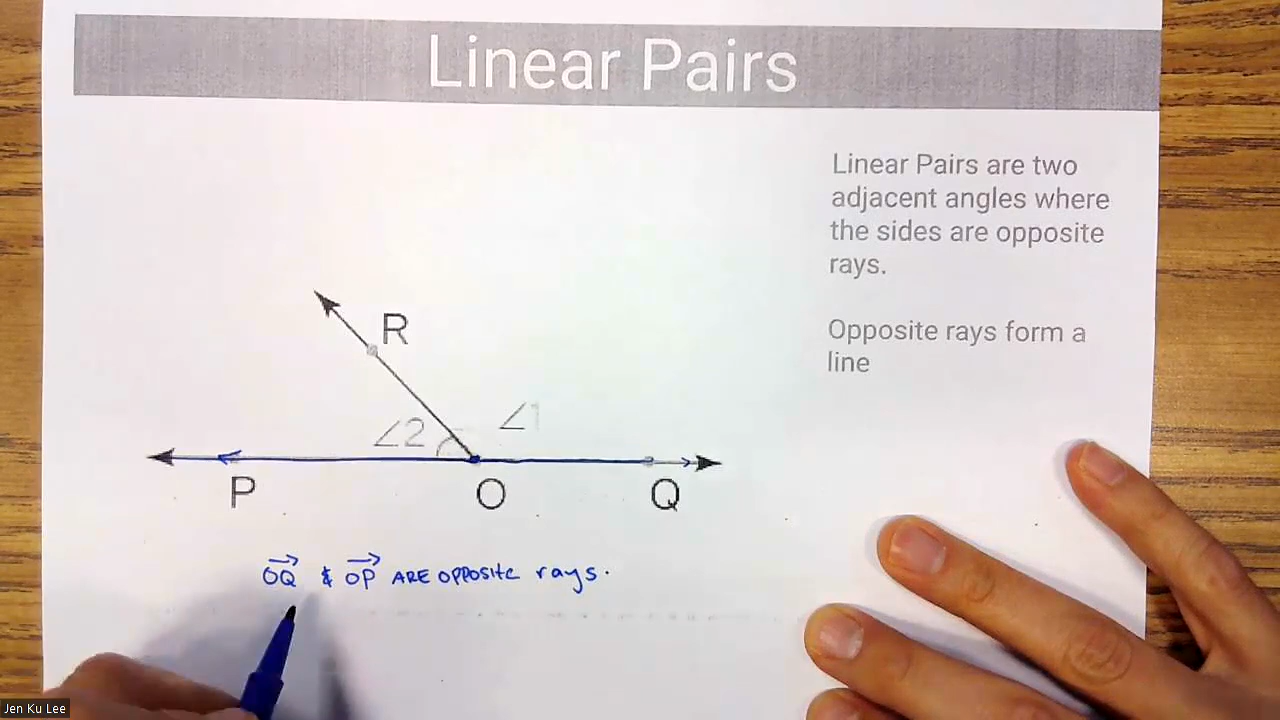 Linear Pairs
Linear Pairs are two
adjacent angles where
the sides are opposite
rays.
Opposite rays form a
line
R
∠2
∠1
P
O
Q
OQ & OP ARE OPPOSITE rays.
Jen Ku Lee